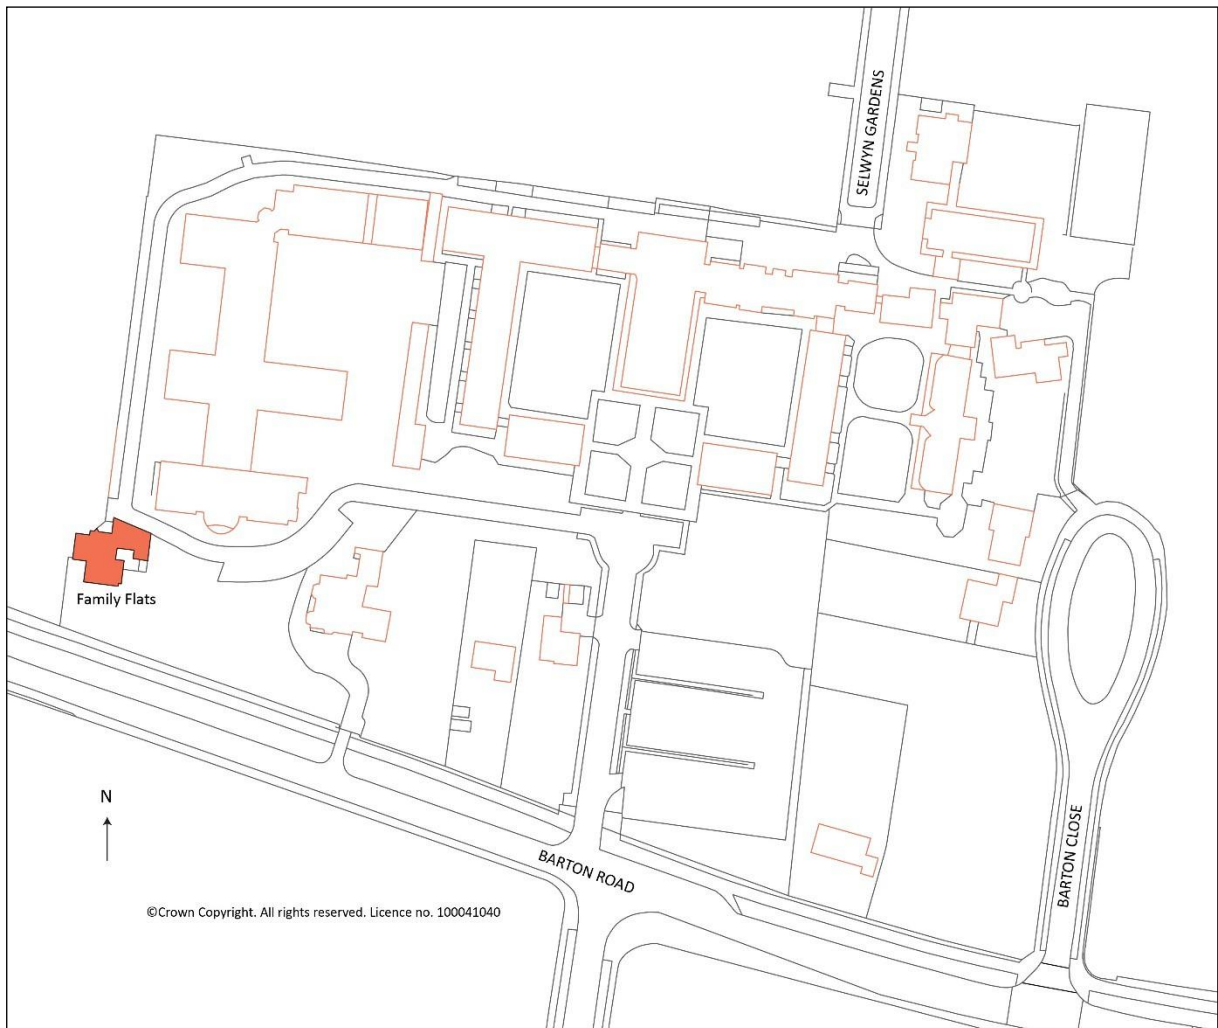 SELWYN GARDENS
Family Flats
N
BARTON ROAD
BARTON CLOSE
©Crown Copyright. All rights reserved. Licence no. 100041040